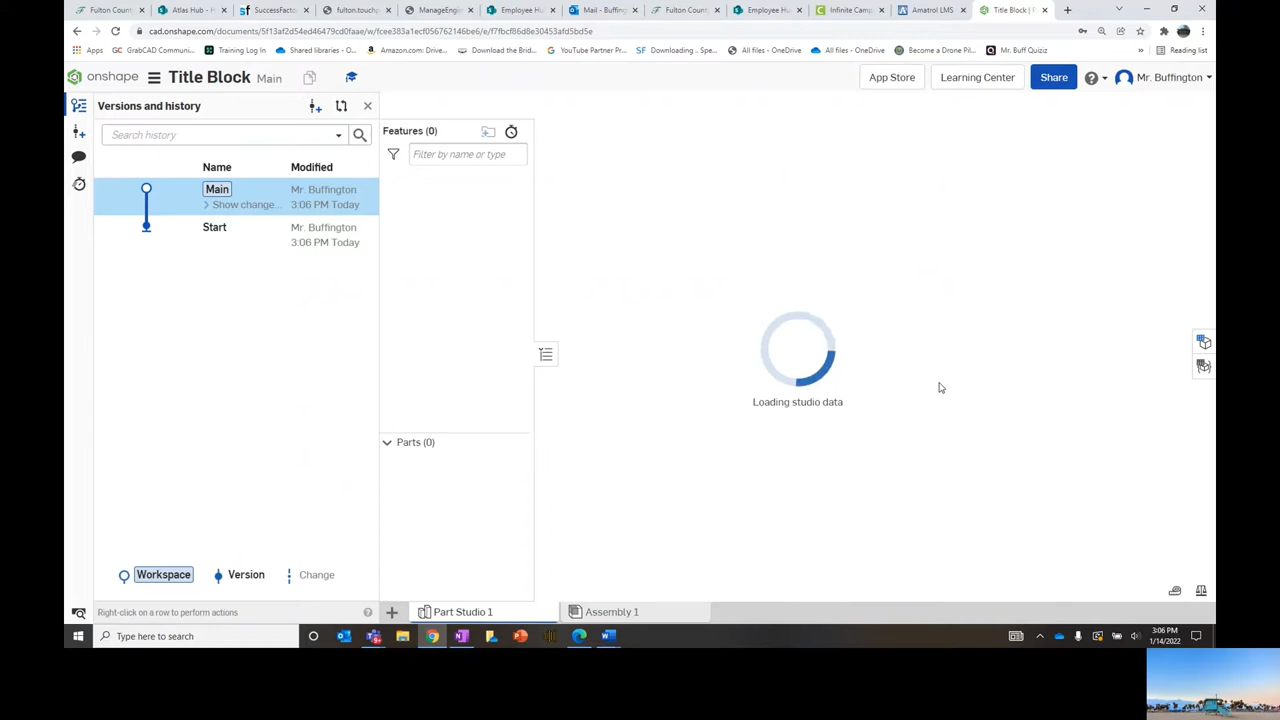 Fulton Count
Atlas Hub -
SuccessFacto
fulton.touchp
ManageEngin
Employee Hu
Mail - Buffing
Fulton Count
Employee Hu
Infinite Camp
Amatrol LMS
Title Block | P
cad.onshape.com/documents/5f13af2d54ed46479cd0faae/w/fcee383a1ecf056762146be6/e/f7fbcf86d8e30453afd5bd5e
Apps
GrabCAD Communi...
Training Log In
Shared libraries - O...
Amazon.com: Drive...
Download the Brid...
YouTube Partner Pr...
Downloading .. Spe...
All files - OneDrive
All files - OneDrive
Become a Drone Pil...
Mr. Buff Quiziz
»
Reading list
onshape Title Block Main
App Store
Learning Center
Share
Mr. Buffington
Versions and history
Search history
Name Modified
Main Mr. Buffington
Show change... 3:06 PM Today
Start Mr. Buffington
3:06 PM Today
Workspace Version Change
Right-click on a row to perform actions
Features (0)
Filter by name or type
Parts (0)
Loading studio data
Part Studio 1
Assembly 1
Type here to search
3:06 PM
1/14/2022